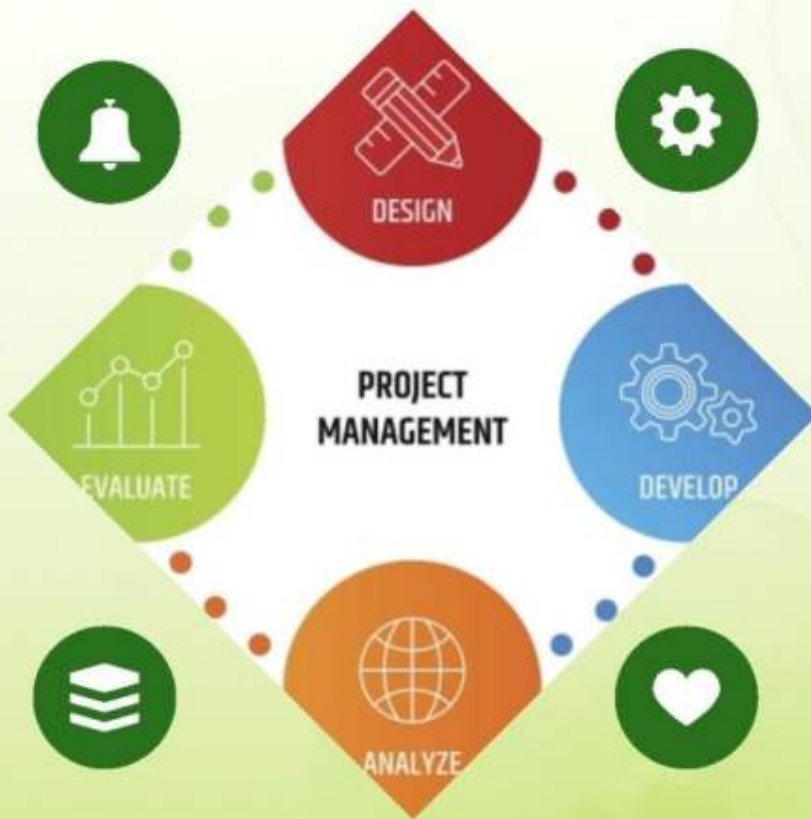 DESIGN
PROJECT
MANAGEMENT
EVALUATE
DEVELOP
ANALYZE